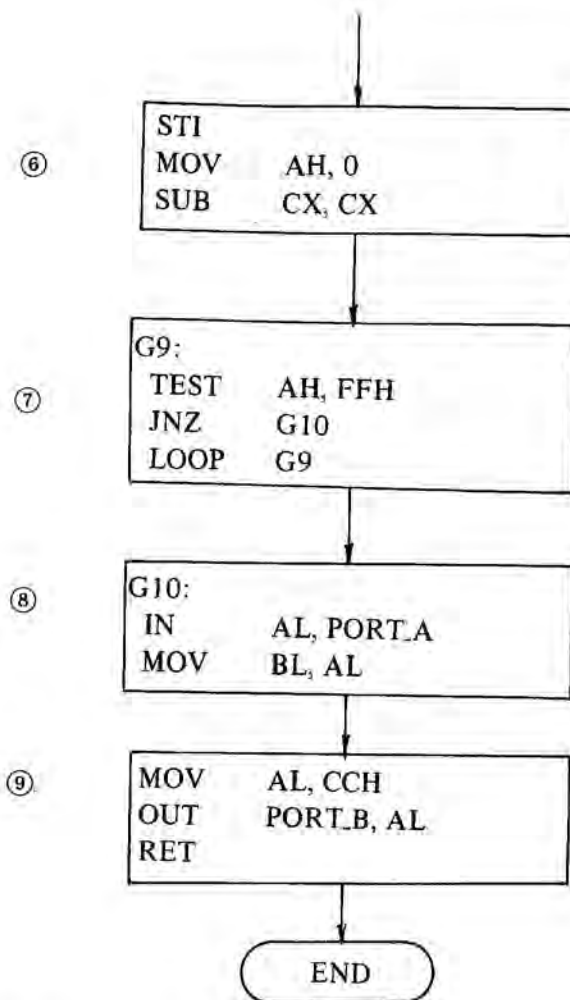 ⑥
STI
MOV AH, 0
SUB CX, CX
⑦
G9:
TEST AH, FFH
JNZ G10
LOOP G9
⑧
G10:
IN AL, PORT_A
MOV BL, AL
⑨
MOV AL, CCH
OUT PORT_B, AL
RET
END